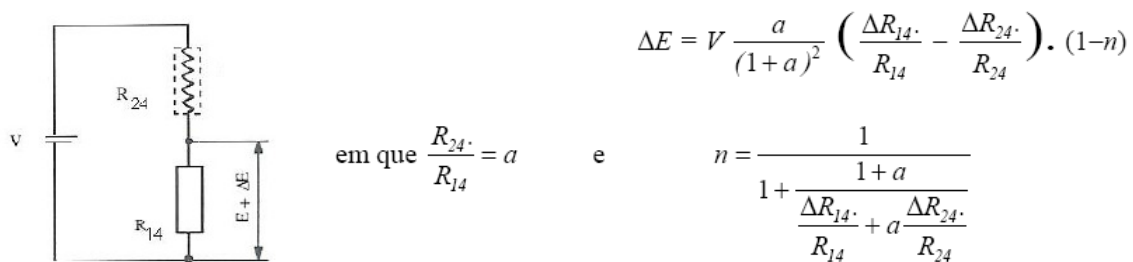 R24
V
R14
E + ΔE
em que R24. / R14 = a e
ΔE = V a / (1+a)² ( ΔR14. / R14 − ΔR24. / R24 ). (1−n)
n = 1 / (1 + (1 + a) / (ΔR14. / R14 + a ΔR24. / R24))